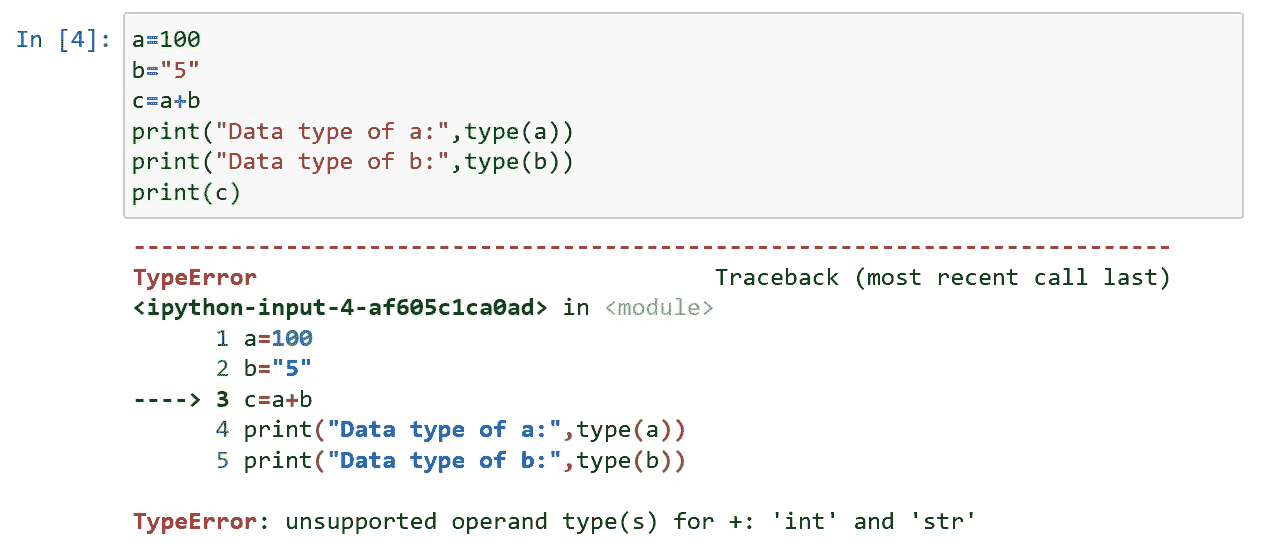 In [4]: a=100
b="5"
c=a+b
print("Data type of a:",type(a))
print("Data type of b:",type(b))
print(c)
---------------------------------------------------------------------------
TypeError                                 Traceback (most recent call last)
<ipython-input-4-af605c1ca0ad> in <module>
      1 a=100
      2 b="5"
----> 3 c=a+b
      4 print("Data type of a:",type(a))
      5 print("Data type of b:",type(b))
TypeError: unsupported operand type(s) for +: 'int' and 'str'